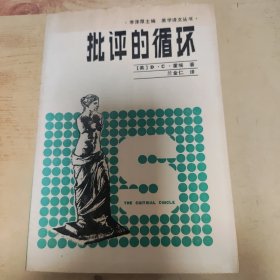 ·李泽厚主编 美学译文丛书·
批评的循环
〔美〕D·C·霍埃 著
兰金仁 译
THE CRITICAL CIRCLE